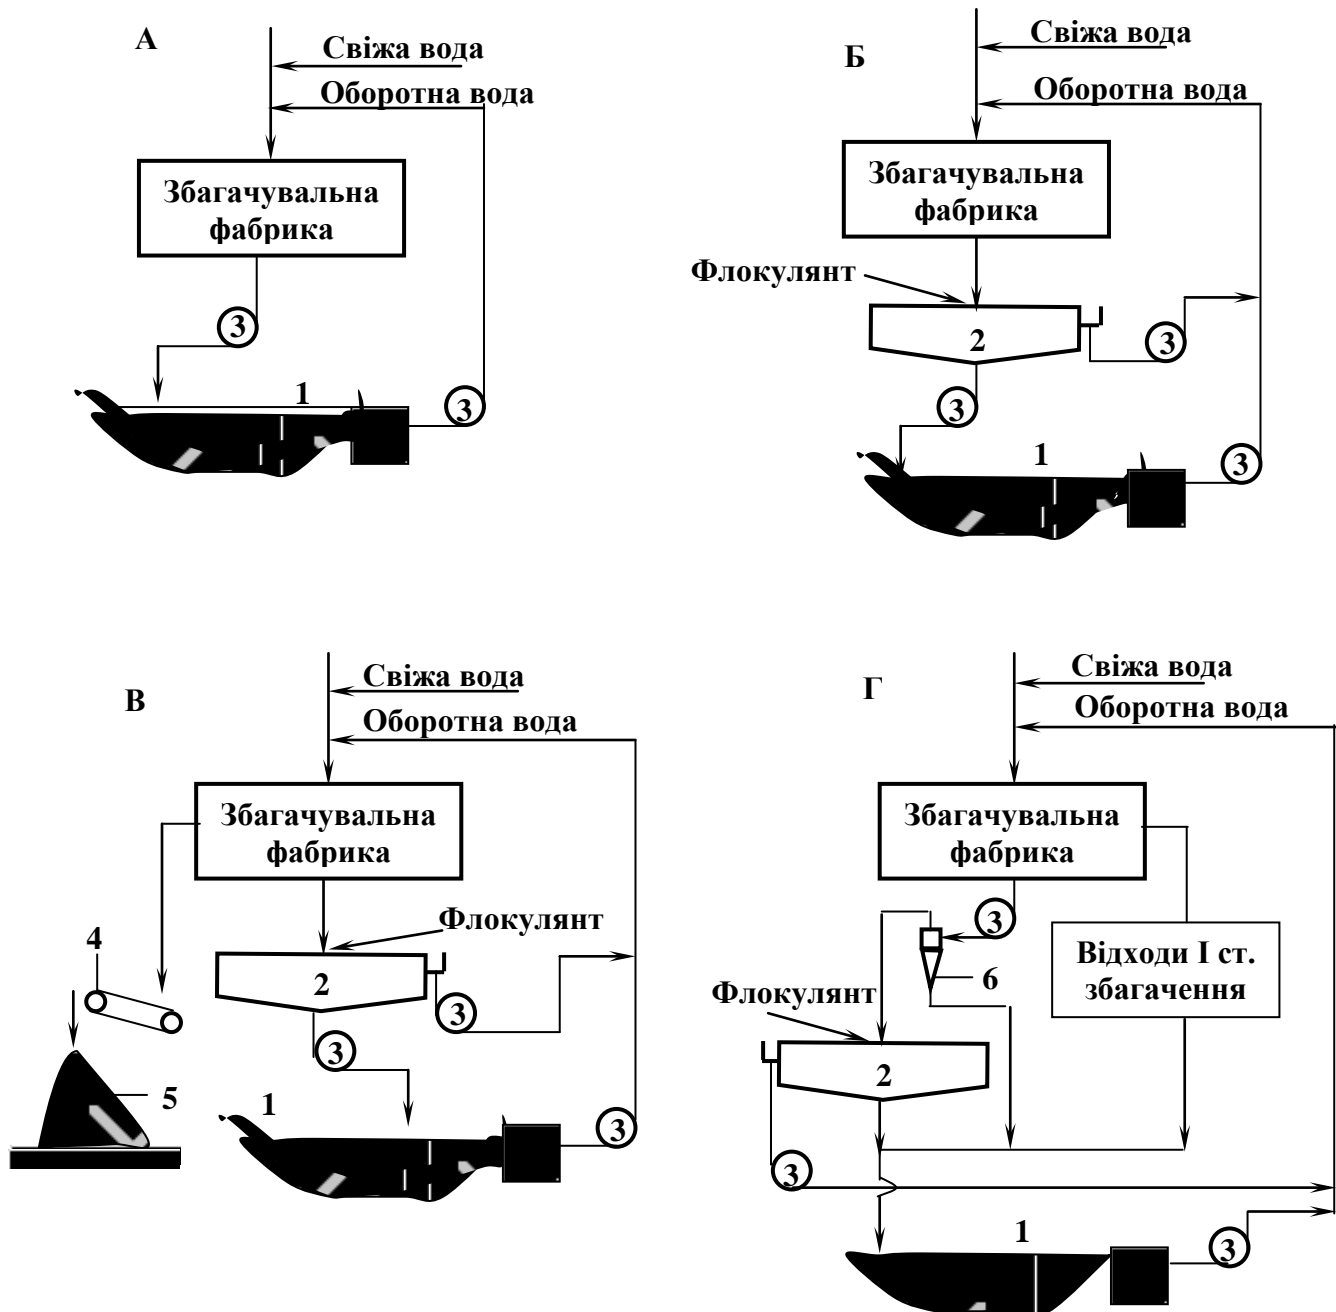 А
Свіжа вода
Оборотна вода
Збагачувальна
фабрика
3
1
3
Б
Свіжа вода
Оборотна вода
Збагачувальна
фабрика
Флокулянт
2
3
3
1
3
В
Свіжа вода
Оборотна вода
Збагачувальна
фабрика
Флокулянт
4
2
3
3
5
1
3
Г
Свіжа вода
Оборотна вода
Збагачувальна
фабрика
3
Відходи І ст.
збагачення
6
Флокулянт
2
3
1
3